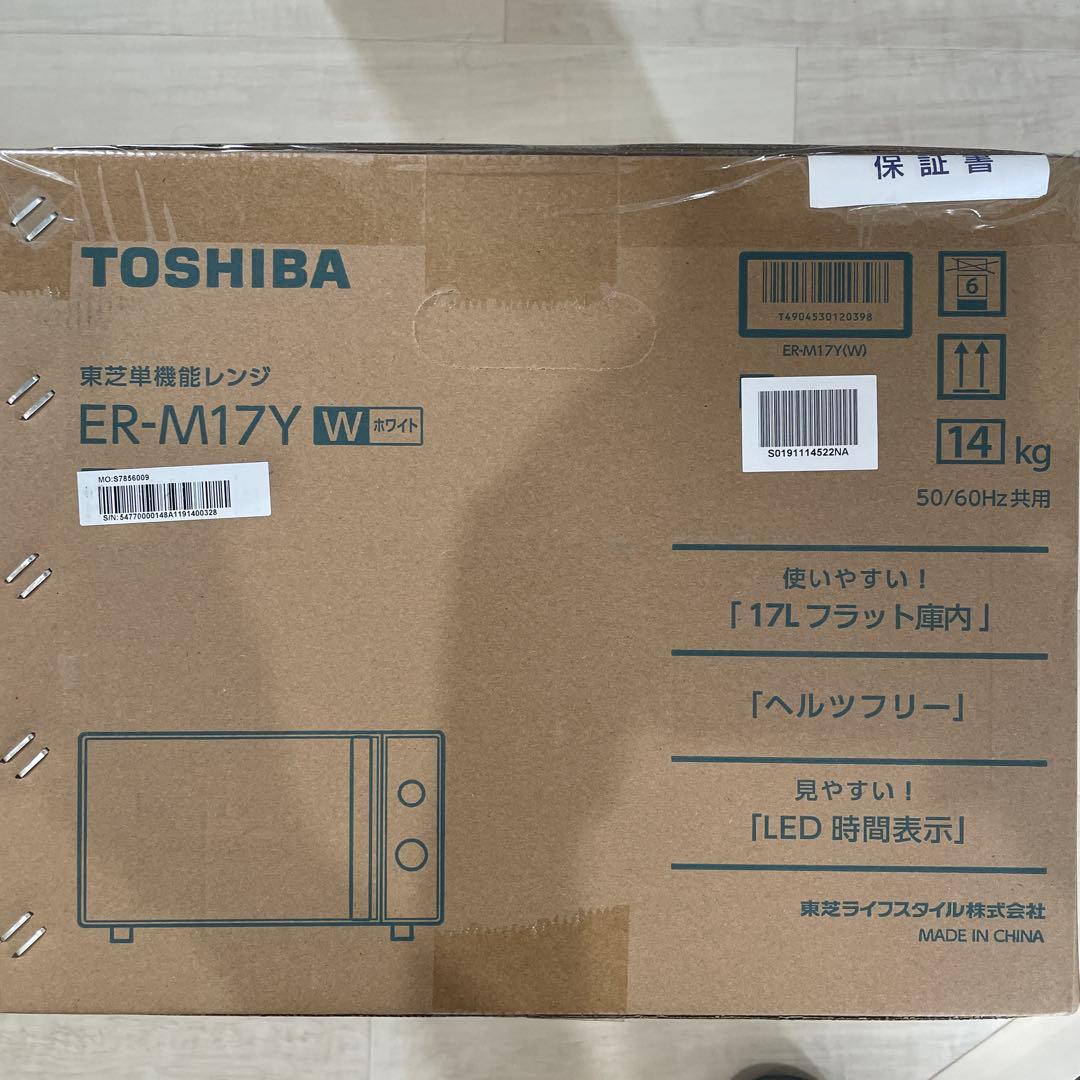 保証書
TOSHIBA
T4904530120398
ER-M17Y(W)
6
東芝単機能レンジ
ER-M17Y W ホワイト
MO:S7856009
S/N: 54770000148A1191400328
S0191114522NA
14 kg
50/60Hz共用
使いやすい!
「17Lフラット庫内」
「ヘルツフリー」
見やすい!
「LED 時間表示」
東芝ライフスタイル株式会社
MADE IN CHINA